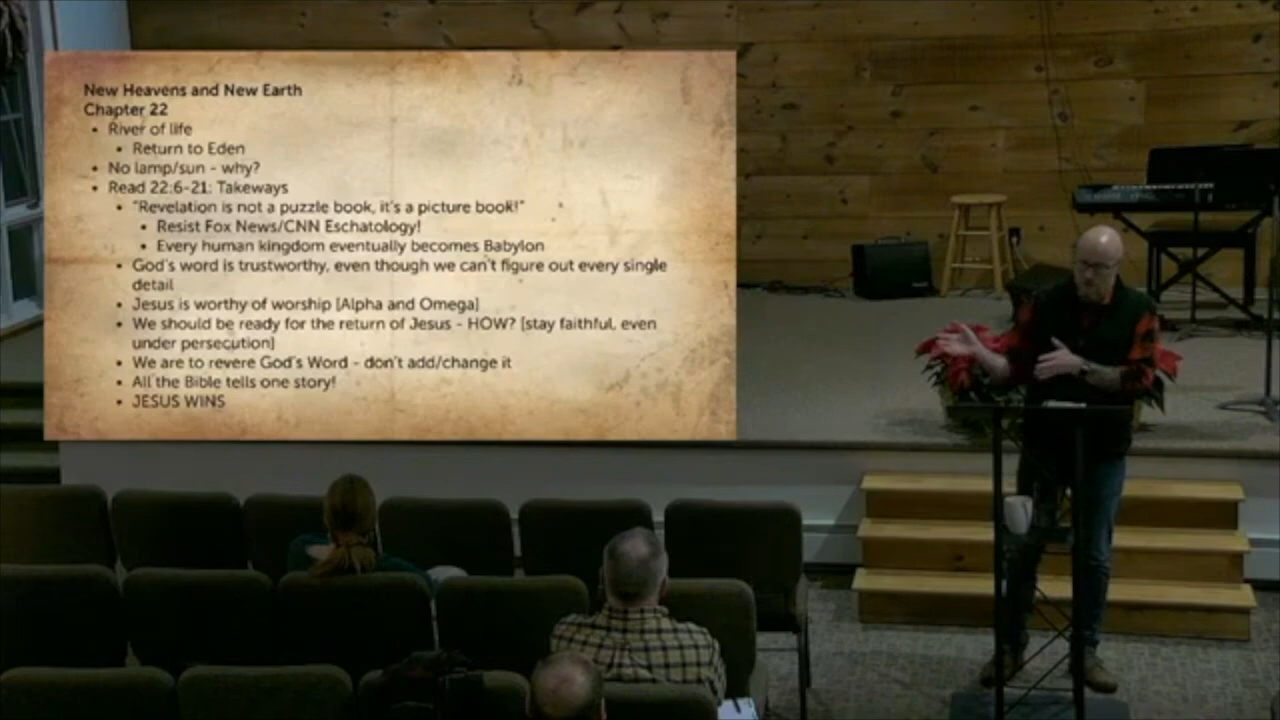 New Heavens and New Earth
Chapter 22
• River of life
• Return to Eden
• No lamp/sun - why?
• Read 22:6-21: Takeways
• "Revelation is not a puzzle book, it's a picture book!"
• Resist Fox News/CNN Eschatology!
• Every human kingdom eventually becomes Babylon
• God's word is trustworthy, even though we can't figure out every single
detail
• Jesus is worthy of worship [Alpha and Omega]
• We should be ready for the return of Jesus - HOW? [stay faithful, even
under persecution]
• We are to revere God's Word - don't add/change it
• All the Bible tells one story!
• JESUS WINS